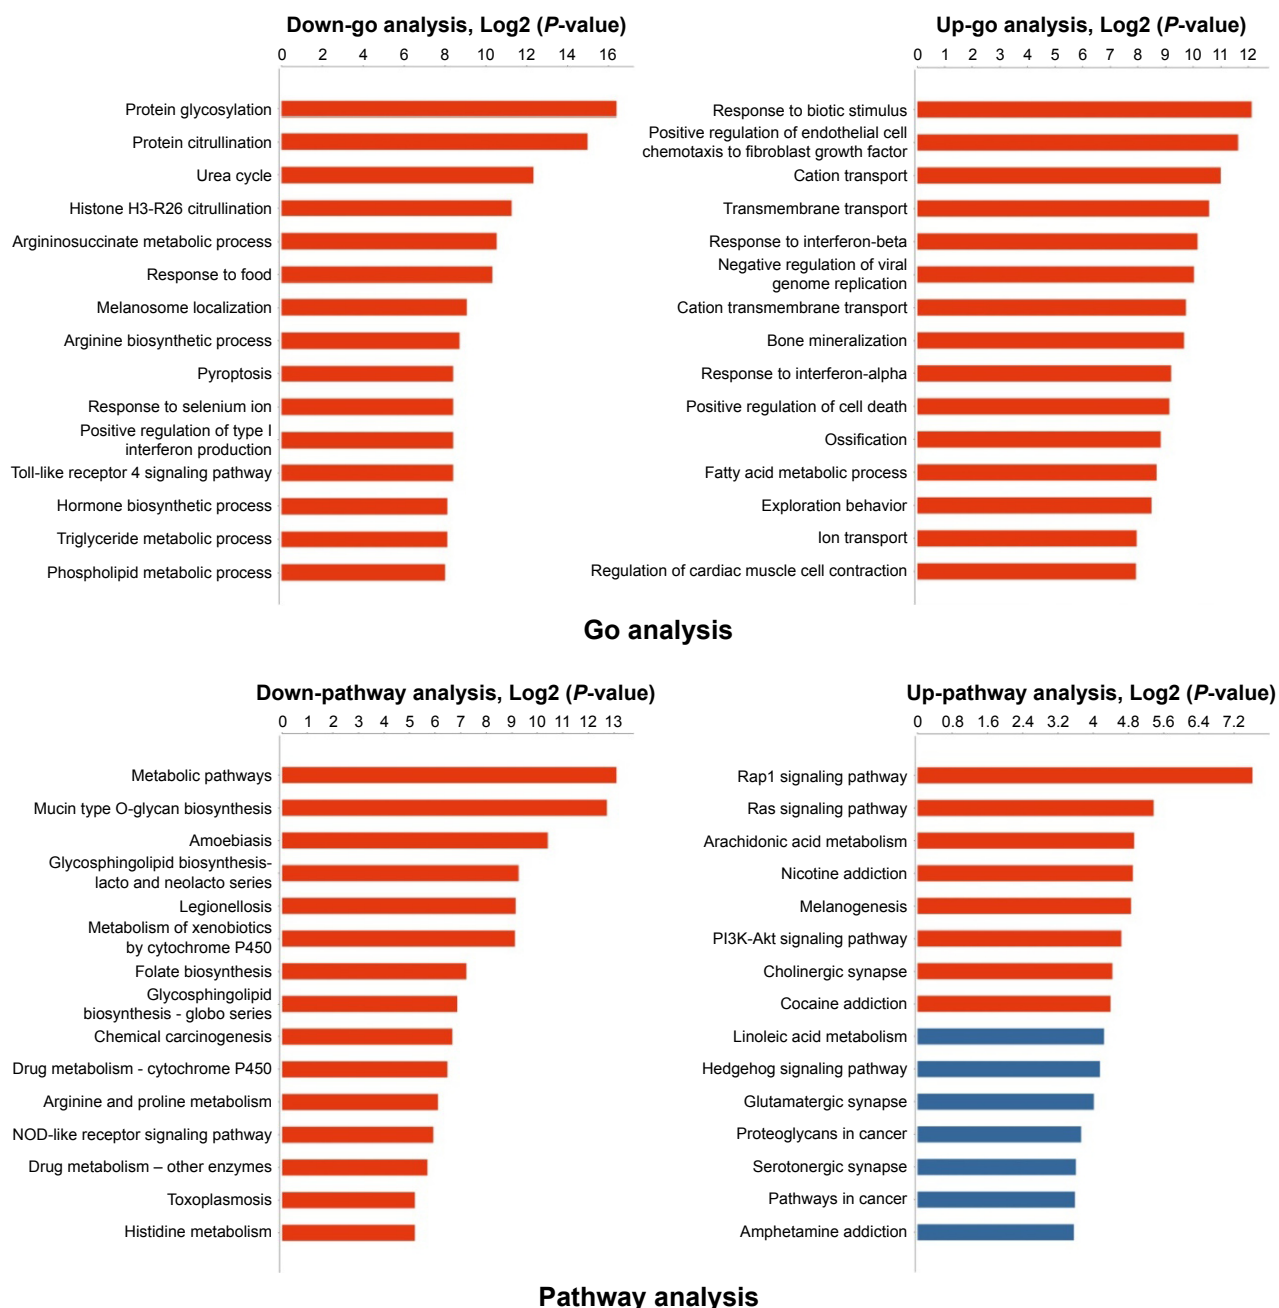 Down-go analysis, Log2 (P-value)
0 2 4 6 8 10 12 14 16
Protein glycosylation
Protein citrullination
Urea cycle
Histone H3-R26 citrullination
Argininosuccinate metabolic process
Response to food
Melanosome localization
Arginine biosynthetic process
Pyroptosis
Response to selenium ion
Positive regulation of type I
interferon production
Toll-like receptor 4 signaling pathway
Hormone biosynthetic process
Triglyceride metabolic process
Phospholipid metabolic process
Up-go analysis, Log2 (P-value)
0 1 2 3 4 5 6 7 8 9 10 11 12
Response to biotic stimulus
Positive regulation of endothelial cell
chemotaxis to fibroblast growth factor
Cation transport
Transmembrane transport
Response to interferon-beta
Negative regulation of viral
genome replication
Cation transmembrane transport
Bone mineralization
Response to interferon-alpha
Positive regulation of cell death
Ossification
Fatty acid metabolic process
Exploration behavior
Ion transport
Regulation of cardiac muscle cell contraction
Go analysis
Down-pathway analysis, Log2 (P-value)
0 1 2 3 4 5 6 7 8 9 10 11 12 13
Metabolic pathways
Mucin type O-glycan biosynthesis
Amoebiasis
Glycosphingolipid biosynthesis-
lacto and neolacto series
Legionellosis
Metabolism of xenobiotics
by cytochrome P450
Folate biosynthesis
Glycosphingolipid
biosynthesis - globo series
Chemical carcinogenesis
Drug metabolism - cytochrome P450
Arginine and proline metabolism
NOD-like receptor signaling pathway
Drug metabolism – other enzymes
Toxoplasmosis
Histidine metabolism
Up-pathway analysis, Log2 (P-value)
0 0.8 1.6 2.4 3.2 4 4.8 5.6 6.4 7.2
Rap1 signaling pathway
Ras signaling pathway
Arachidonic acid metabolism
Nicotine addiction
Melanogenesis
PI3K-Akt signaling pathway
Cholinergic synapse
Cocaine addiction
Linoleic acid metabolism
Hedgehog signaling pathway
Glutamatergic synapse
Proteoglycans in cancer
Serotonergic synapse
Pathways in cancer
Amphetamine addiction
Pathway analysis